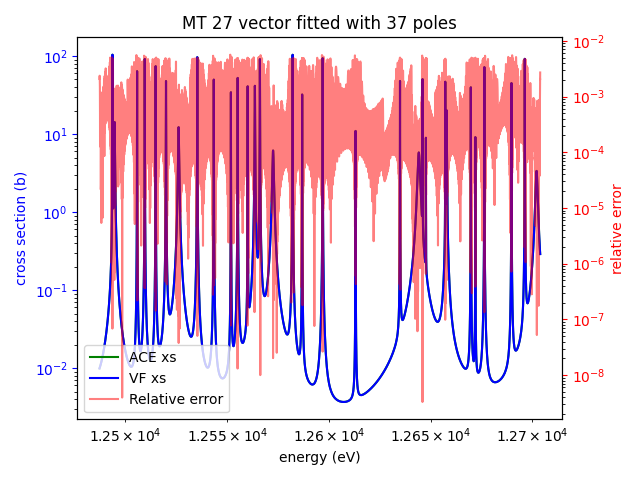 MT 27 vector fitted with 37 poles
cross section (b)
10²
10¹
10⁰
10⁻¹
10⁻²
10⁻²
10⁻³
10⁻⁴
10⁻⁵
10⁻⁶
10⁻⁷
10⁻⁸
relative error
ACE xs
VF xs
Relative error
1.25 × 10⁴ 1.255 × 10⁴ 1.26 × 10⁴ 1.265 × 10⁴ 1.27 × 10⁴
energy (eV)